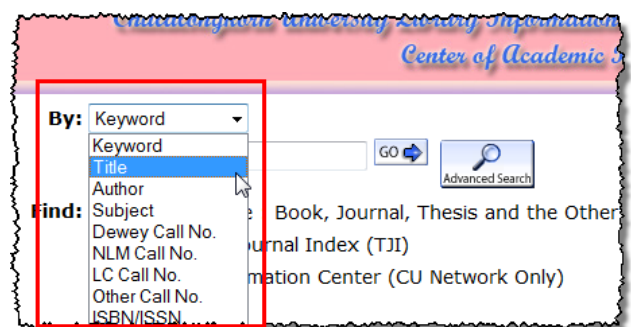 Chulalongkorn University Library Information
Center of Academic
By: Keyword
Keyword
GO
Title
Advanced Search
Author
Find: Subject
Book, Journal, Thesis and the Other
Dewey Call No.
NLM Call No.
urnal Index (TJI)
LC Call No.
mation Center (CU Network Only)
Other Call No.
ISBN/ISSN